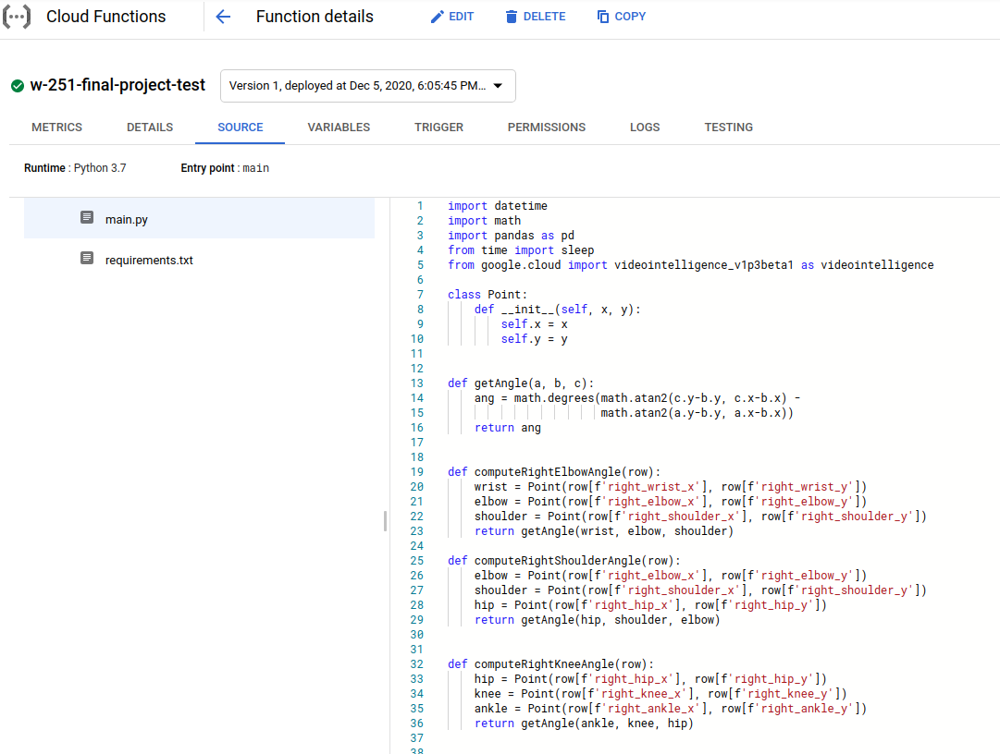 Cloud Functions
Function details
EDIT
DELETE
COPY
w-251-final-project-test
Version 1, deployed at Dec 5, 2020, 6:05:45 PM...
METRICS
DETAILS
SOURCE
VARIABLES
TRIGGER
PERMISSIONS
LOGS
TESTING
Runtime : Python 3.7
Entry point : main
main.py
requirements.txt
1 import datetime
2 import math
3 import pandas as pd
4 from time import sleep
5 from google.cloud import videointelligence_v1p3beta1 as videointelligence
6
7 class Point:
8     def __init__(self, x, y):
9         self.x = x
10         self.y = y
11
12
13 def getAngle(a, b, c):
14     ang = math.degrees(math.atan2(c.y-b.y, c.x-b.x) -
15                        math.atan2(a.y-b.y, a.x-b.x))
16     return ang
17
18
19 def computeRightElbowAngle(row):
20     wrist = Point(row[f'right_wrist_x'], row[f'right_wrist_y'])
21     elbow = Point(row[f'right_elbow_x'], row[f'right_elbow_y'])
22     shoulder = Point(row[f'right_shoulder_x'], row[f'right_shoulder_y'])
23     return getAngle(wrist, elbow, shoulder)
24
25 def computeRightShoulderAngle(row):
26     elbow = Point(row[f'right_elbow_x'], row[f'right_elbow_y'])
27     shoulder = Point(row[f'right_shoulder_x'], row[f'right_shoulder_y'])
28     hip = Point(row[f'right_hip_x'], row[f'right_hip_y'])
29     return getAngle(hip, shoulder, elbow)
30
31
32 def computeRightKneeAngle(row):
33     hip = Point(row[f'right_hip_x'], row[f'right_hip_y'])
34     knee = Point(row[f'right_knee_x'], row[f'right_knee_y'])
35     ankle = Point(row[f'right_ankle_x'], row[f'right_ankle_y'])
36     return getAngle(ankle, knee, hip)
37
38